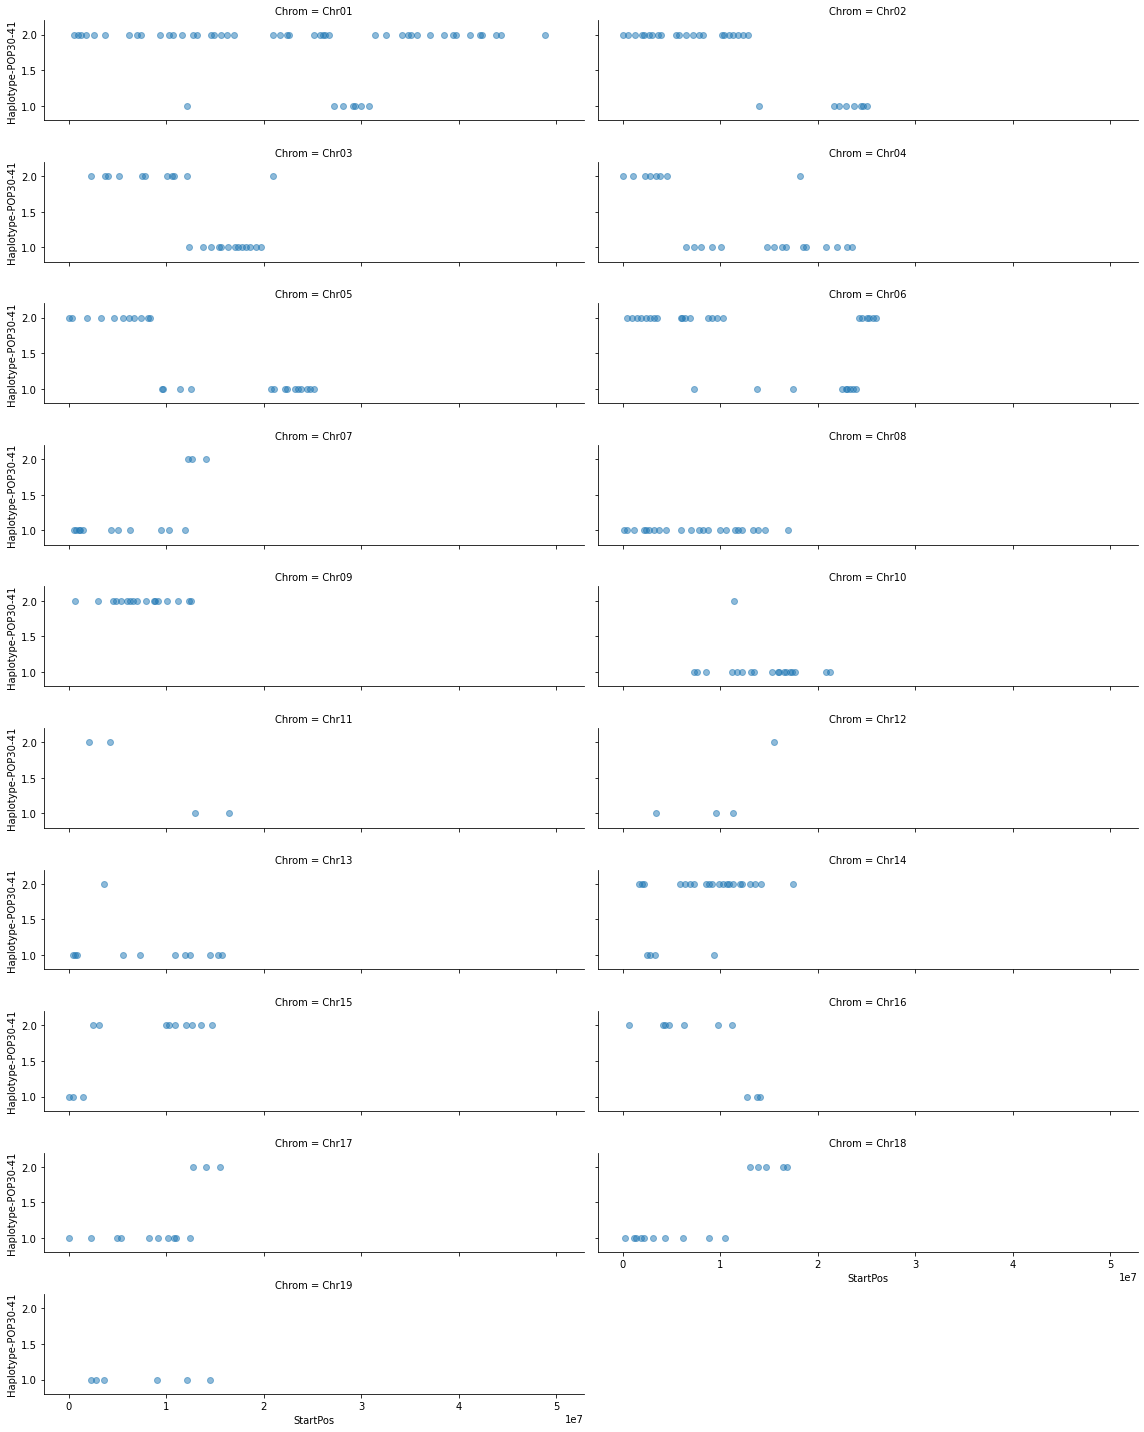 Chrom = Chr01
Chrom = Chr02
Haplotype-POP30-41
2.0
1.5
1.0
Chrom = Chr03
Chrom = Chr04
Haplotype-POP30-41
2.0
1.5
1.0
Chrom = Chr05
Chrom = Chr06
Haplotype-POP30-41
2.0
1.5
1.0
Chrom = Chr07
Chrom = Chr08
Haplotype-POP30-41
2.0
1.5
1.0
Chrom = Chr09
Chrom = Chr10
Haplotype-POP30-41
2.0
1.5
1.0
Chrom = Chr11
Chrom = Chr12
Haplotype-POP30-41
2.0
1.5
1.0
Chrom = Chr13
Chrom = Chr14
Haplotype-POP30-41
2.0
1.5
1.0
Chrom = Chr15
Chrom = Chr16
Haplotype-POP30-41
2.0
1.5
1.0
Chrom = Chr17
Chrom = Chr18
Haplotype-POP30-41
2.0
1.5
1.0
0 1 2 3 4 5
StartPos
1e7
Chrom = Chr19
Haplotype-POP30-41
2.0
1.5
1.0
0 1 2 3 4 5
StartPos
1e7